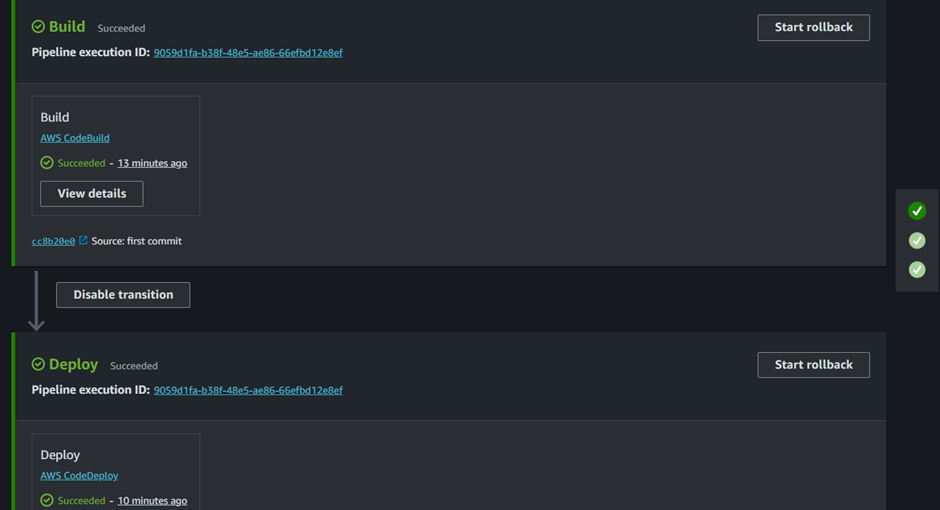 Build Succeeded
Start rollback
Pipeline execution ID: 9059d1fa-b38f-48e5-ae86-66efbd12e8ef
Build
AWS CodeBuild
Succeeded - 13 minutes ago
View details
cc8b20e0 Source: first commit
Disable transition
Deploy Succeeded
Start rollback
Pipeline execution ID: 9059d1fa-b38f-48e5-ae86-66efbd12e8ef
Deploy
AWS CodeDeploy
Succeeded - 10 minutes ago